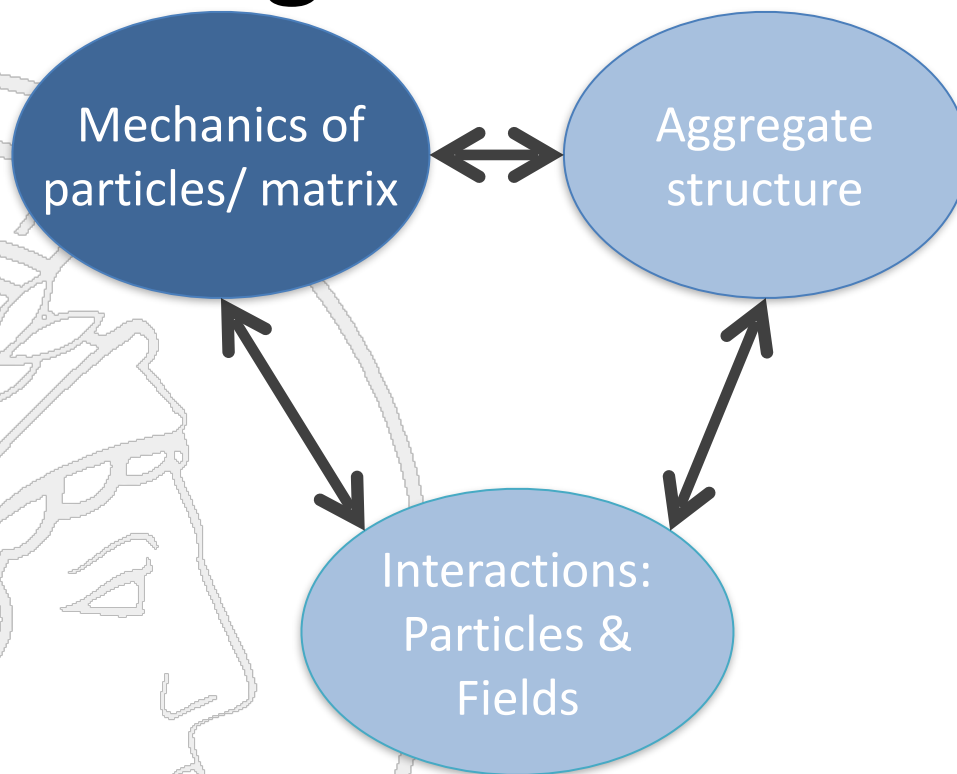 Mechanics of
particles/ matrix
Aggregate
structure
Interactions:
Particles &
Fields